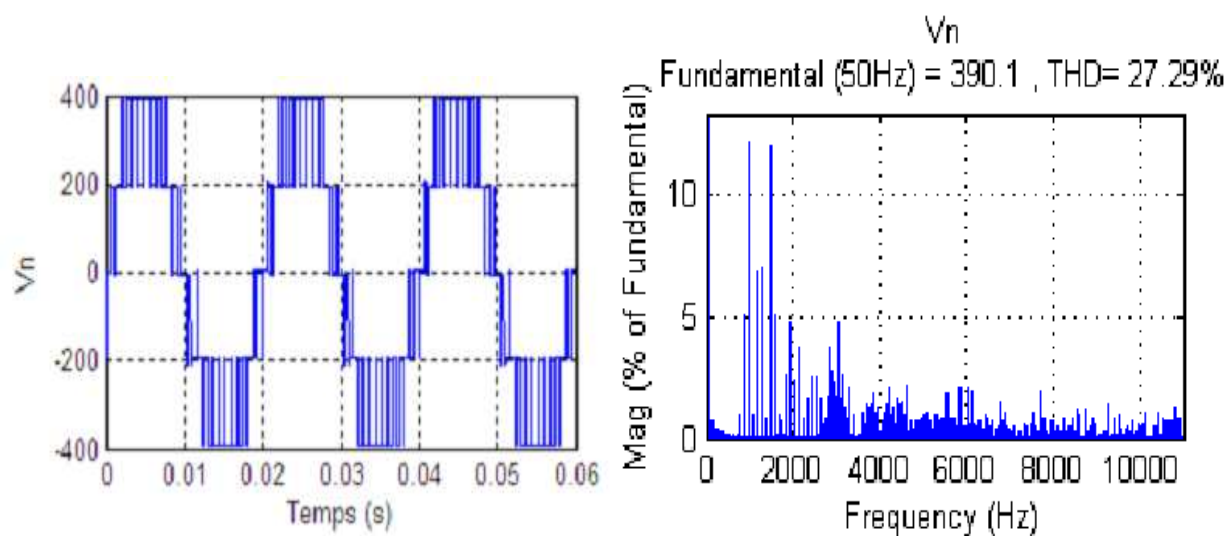 400
200
0
-200
-400
Vn
0 0.01 0.02 0.03 0.04 0.05 0.06
Temps (s)
Vn
Fundamental (50Hz) = 390.1 , THD= 27.29%
10
5
0
Mag (% of Fundamental)
0 2000 4000 6000 8000 10000
Frequency (Hz)